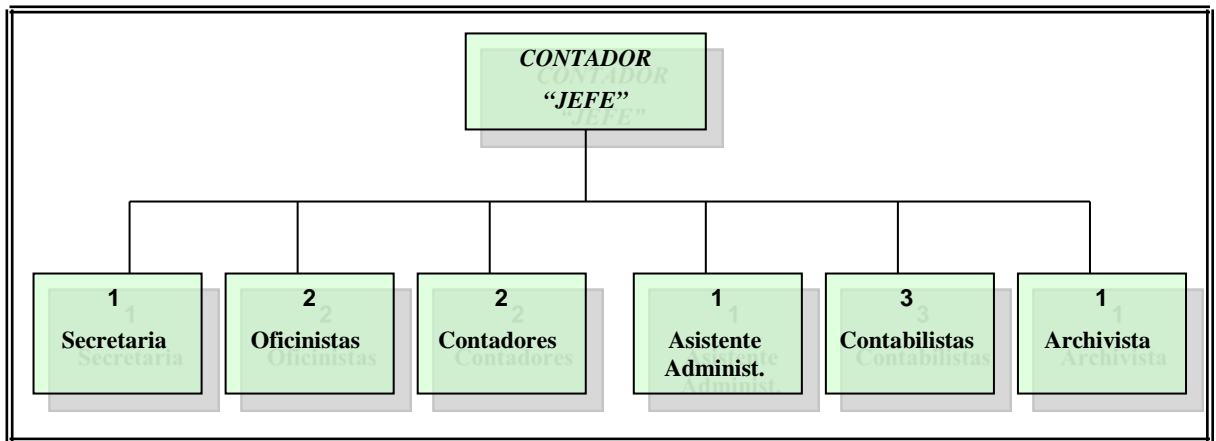 CONTADOR
“JEFE”
1
Secretaria
2
Oficinistas
2
Contadores
1
Asistente
Administ.
3
Contabilistas
1
Archivista